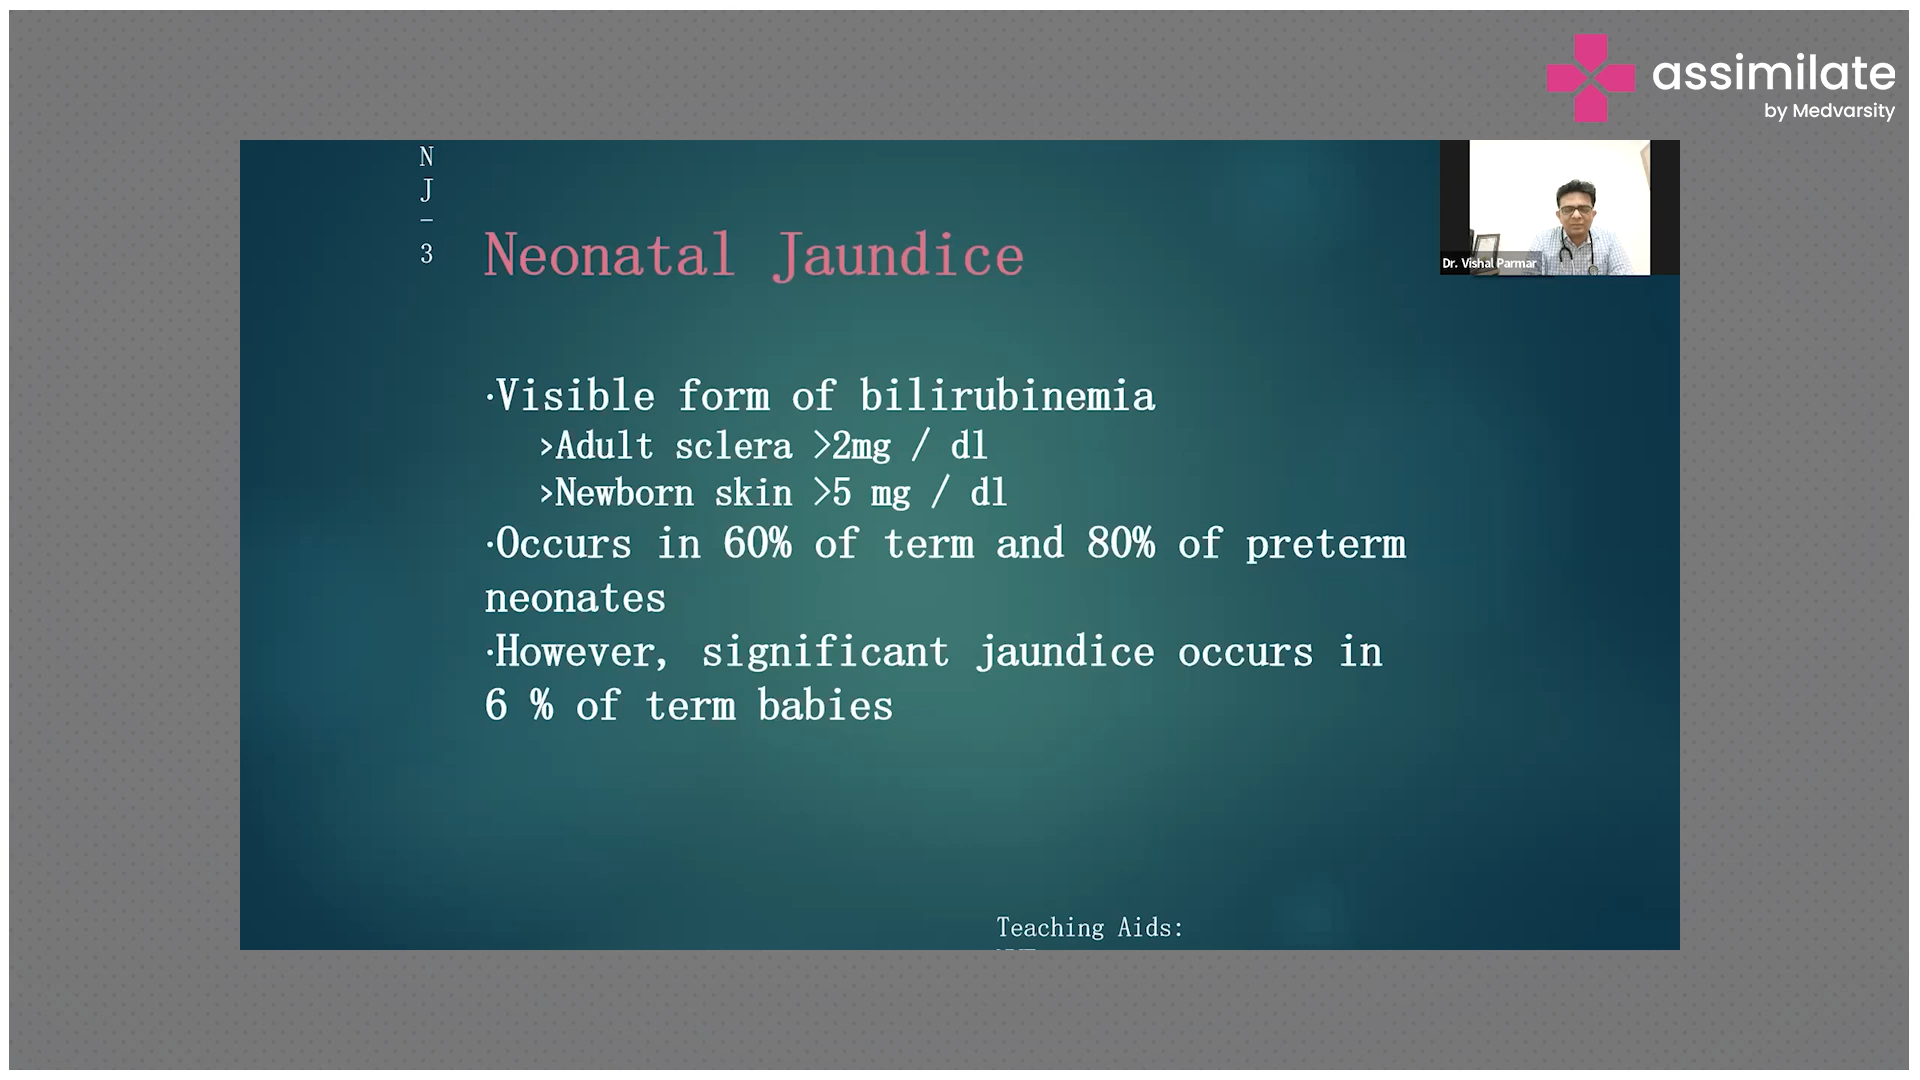 assimilate
by Medvarsity
N
J
-
3
Neonatal Jaundice
Dr. Vishal Parmar
·Visible form of bilirubinemia
>Adult sclera >2mg / dl
>Newborn skin >5 mg / dl
·Occurs in 60% of term and 80% of preterm
neonates
·However, significant jaundice occurs in
6 % of term babies
Teaching Aids: